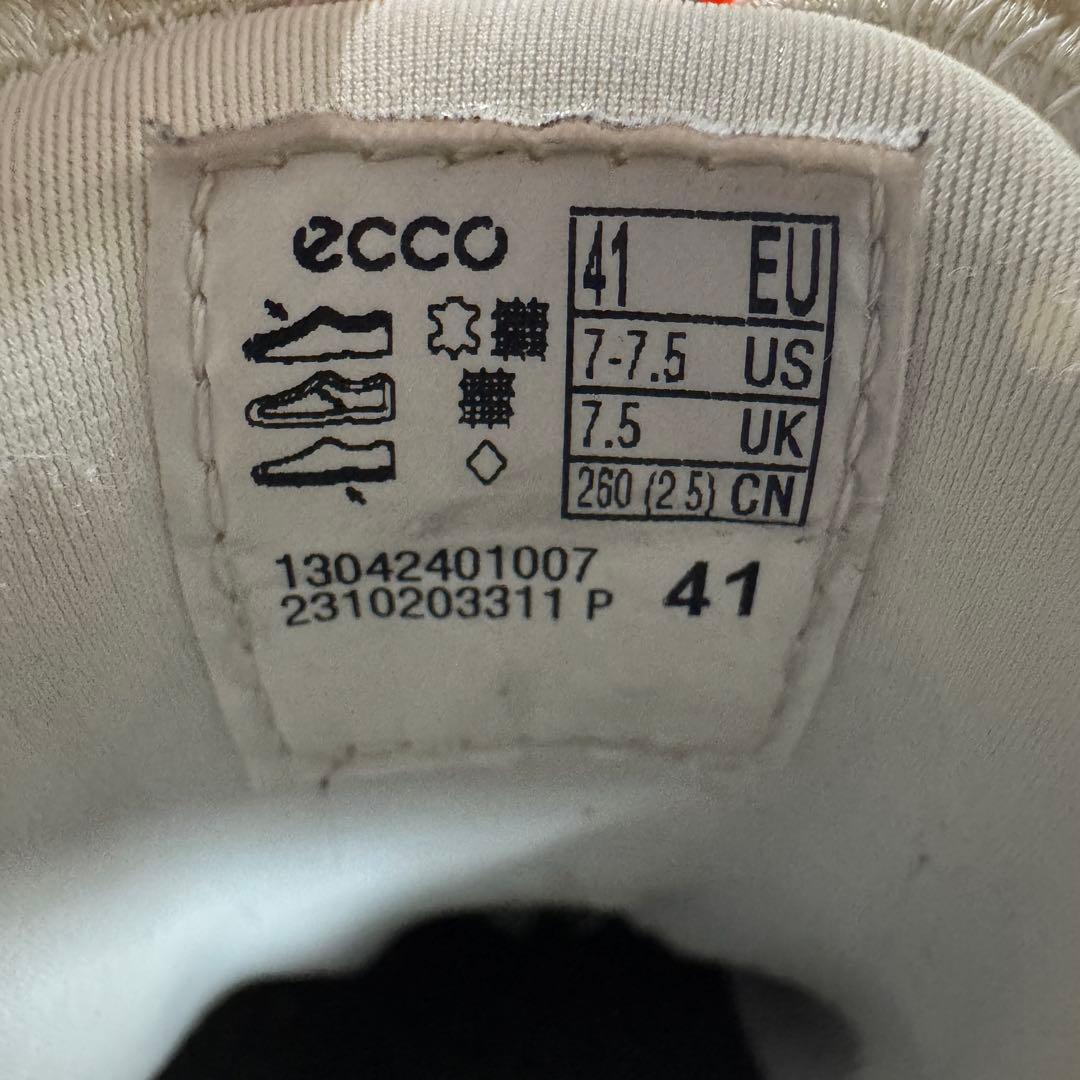 ecco
41 EU
7-7.5 US
7.5 UK
260 (2.5) CN
13042401007
2310203311 P
41